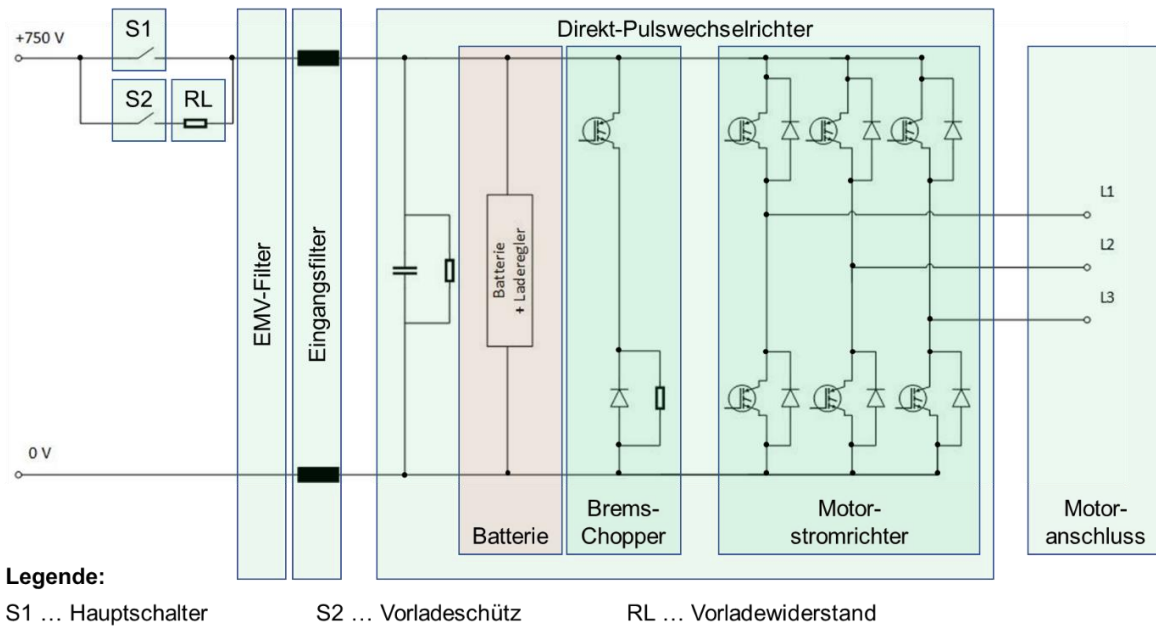 Direkt-Pulswechselrichter
+750 V
S1
S2
RL
EMV-Filter
Eingangsfilter
Batterie
+ Laderegler
L1
L2
L3
0 V
Batterie
Brems-
Chopper
Motor-
stromrichter
Motor-
anschluss
Legende:
S1 … Hauptschalter
S2 … Vorladeschütz
RL … Vorladewiderstand